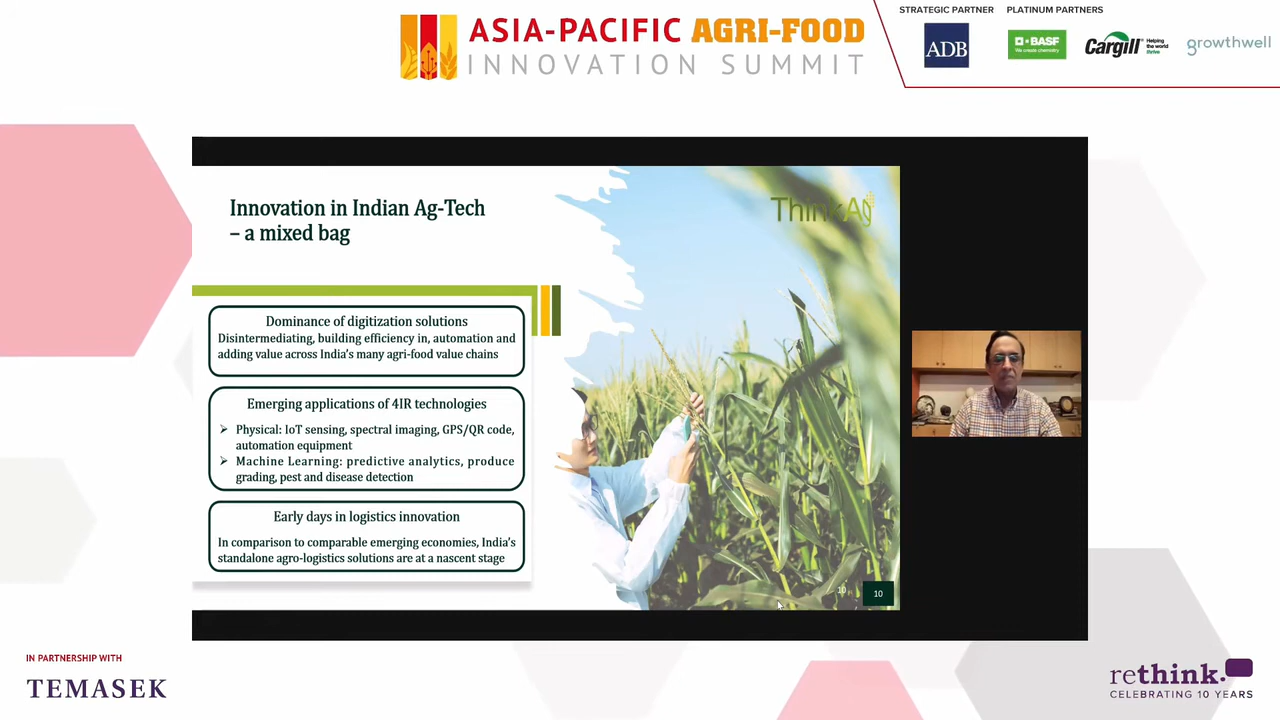 ASIA-PACIFIC AGRI-FOOD
INNOVATION SUMMIT
STRATEGIC PARTNER
PLATINUM PARTNERS
ADB
BASF
We create chemistry
Cargill
Helping
the world
thrive
growthwell
Innovation in Indian Ag-Tech
– a mixed bag
ThinkAg
Dominance of digitization solutions
Disintermediating, building efficiency in, automation and
adding value across India's many agri-food value chains
Emerging applications of 4IR technologies
➢ Physical: IoT sensing, spectral imaging, GPS/QR code,
automation equipment
➢ Machine Learning: predictive analytics, produce
grading, pest and disease detection
Early days in logistics innovation
In comparison to comparable emerging economies, India's
standalone agro-logistics solutions are at a nascent stage
10
10
IN PARTNERSHIP WITH
TEMASEK
rethink.
CELEBRATING 10 YEARS